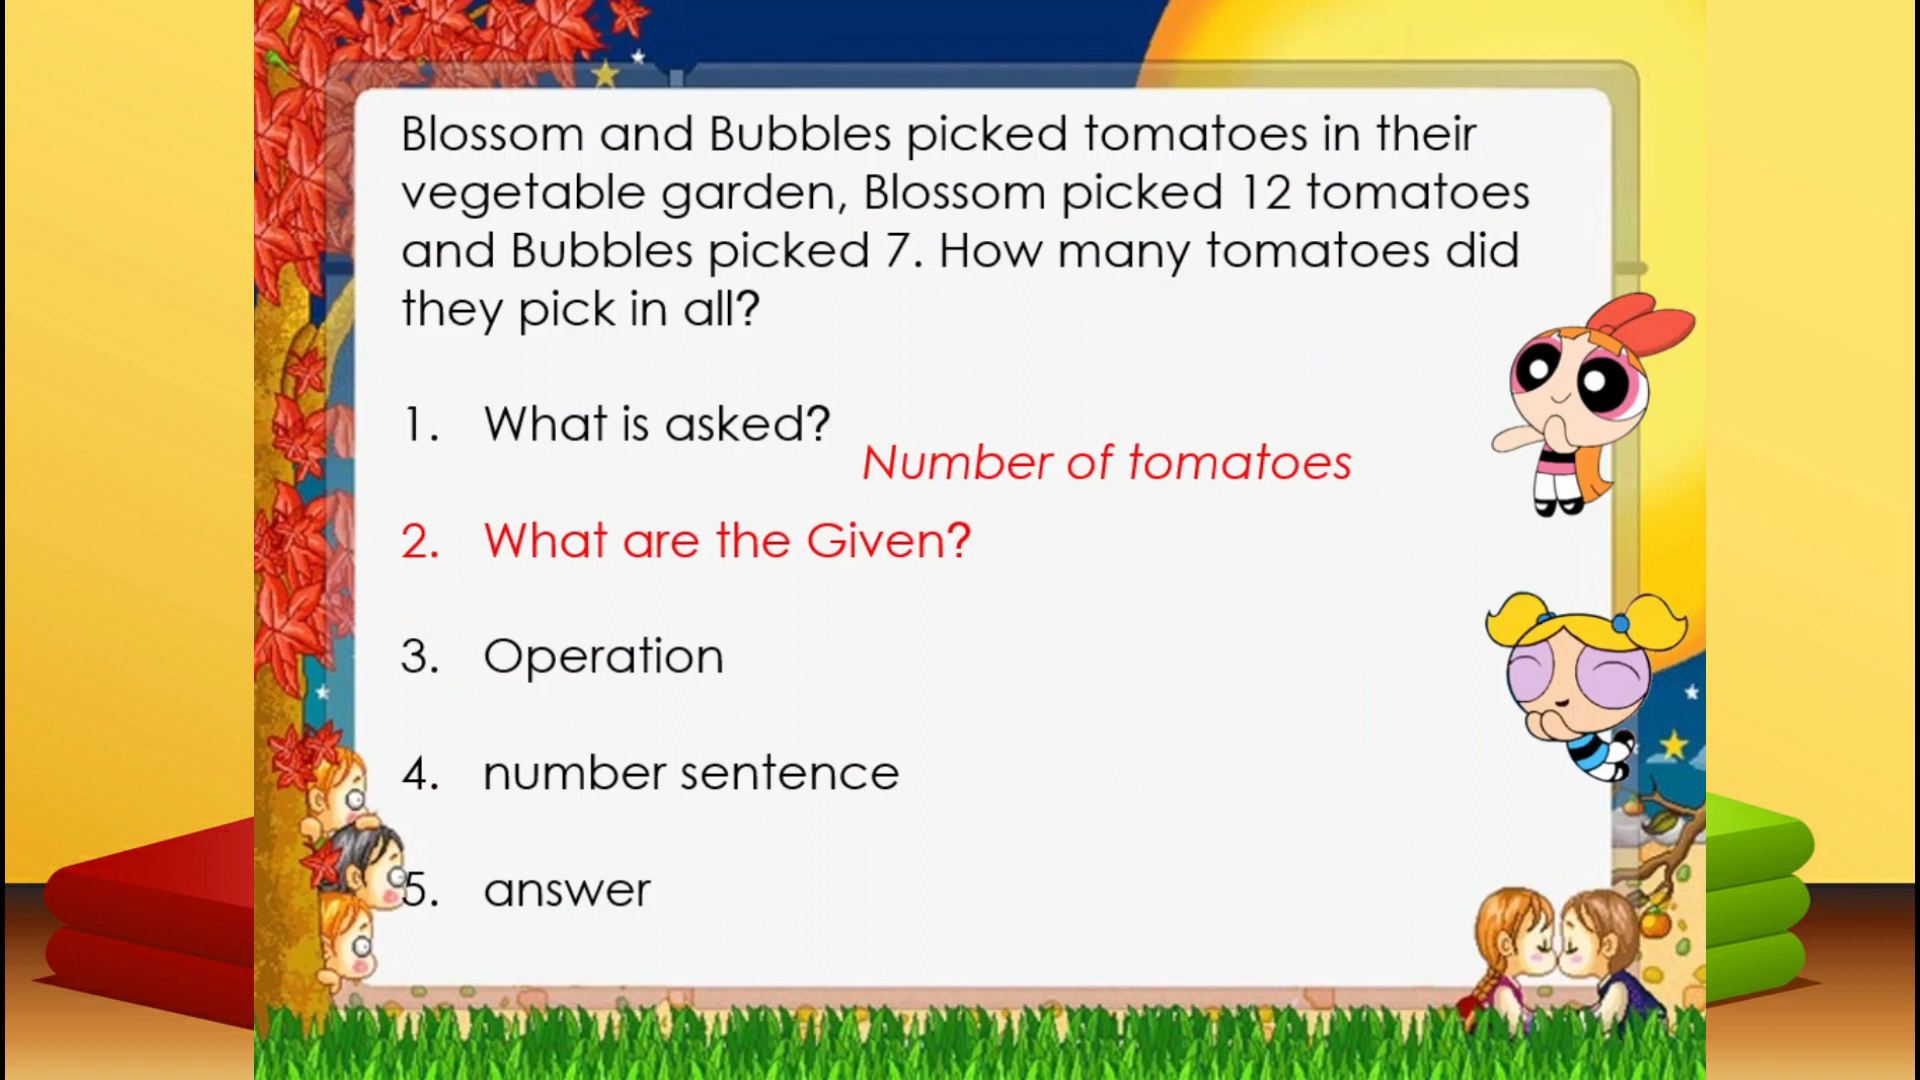 Blossom and Bubbles picked tomatoes in their
vegetable garden, Blossom picked 12 tomatoes
and Bubbles picked 7. How many tomatoes did
they pick in all?
1. What is asked?
Number of tomatoes
2. What are the Given?
3. Operation
4. number sentence
5. answer